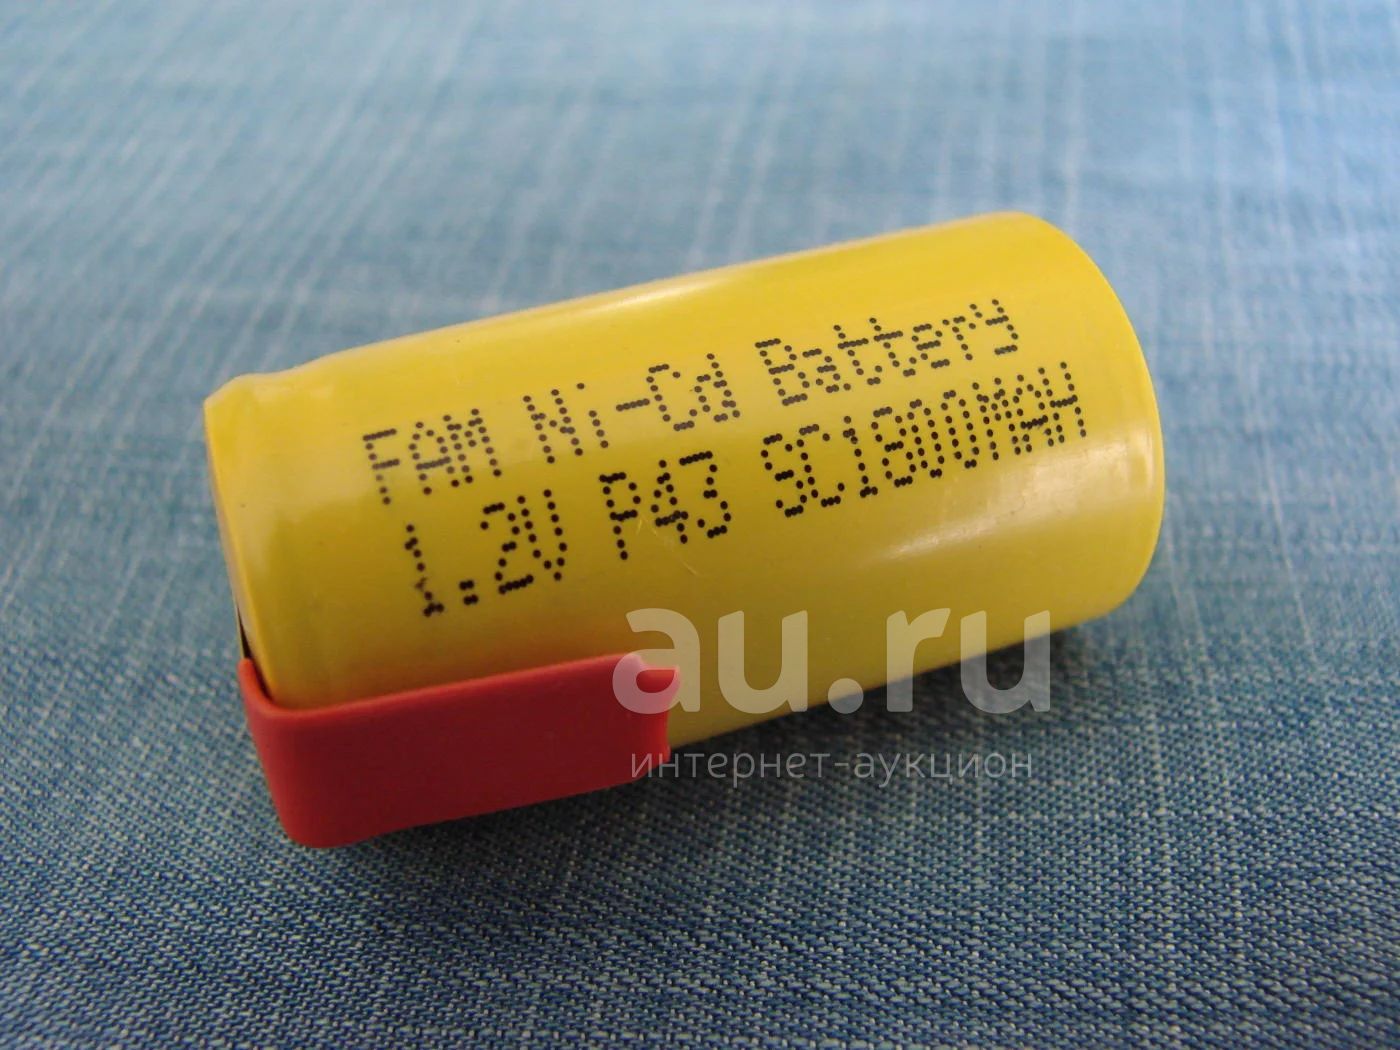 FAM Ni-Cd Battery
1.2V P43 SC1800MAH
au.ru
интернет-аукцион